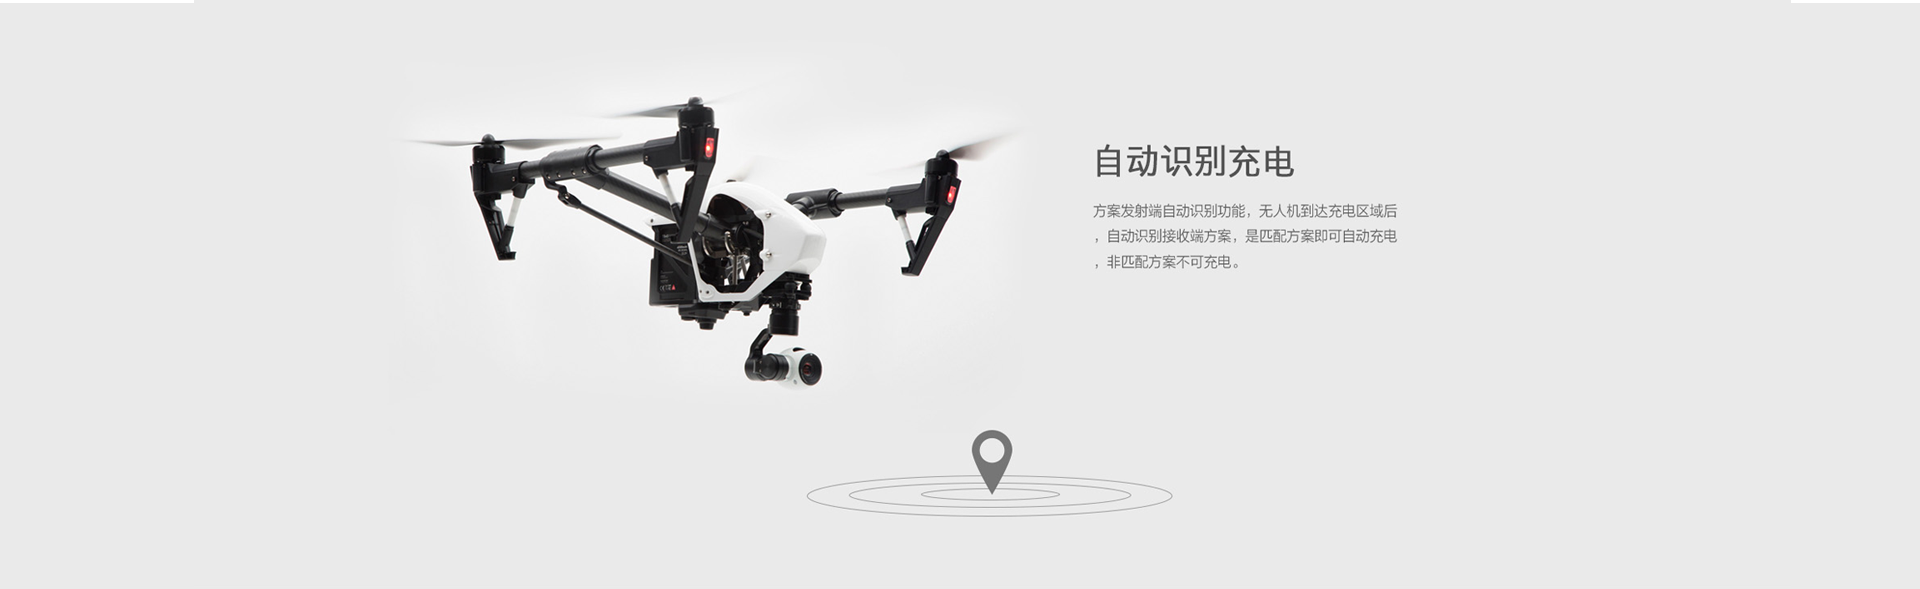 自动识别充电
方案发射端自动识别功能，无人机到达充电区域后
，自动识别接收端方案，是匹配方案即可自动充电
，非匹配方案不可充电。